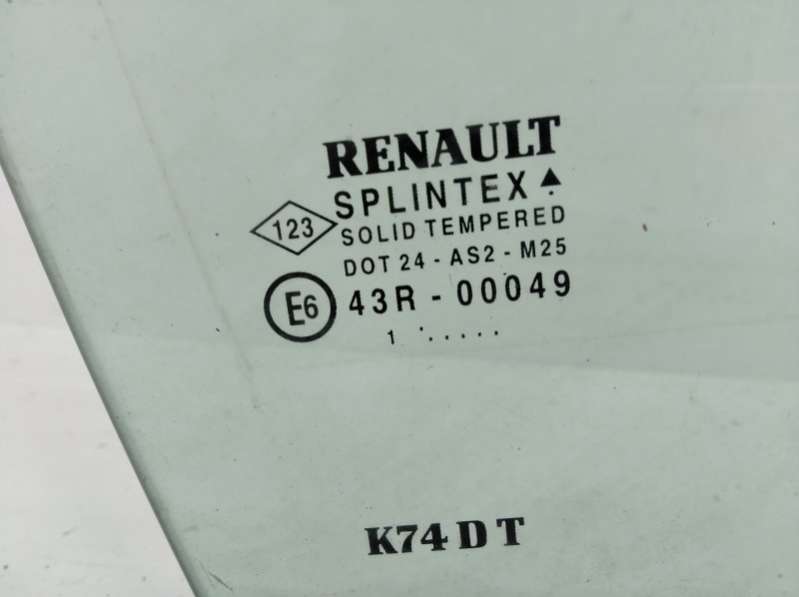 RENAULT
SPLINTEX
123
SOLID TEMPERED
DOT 24 - AS2 - M25
E6 43R - 00049
1 '.....
K74 D T